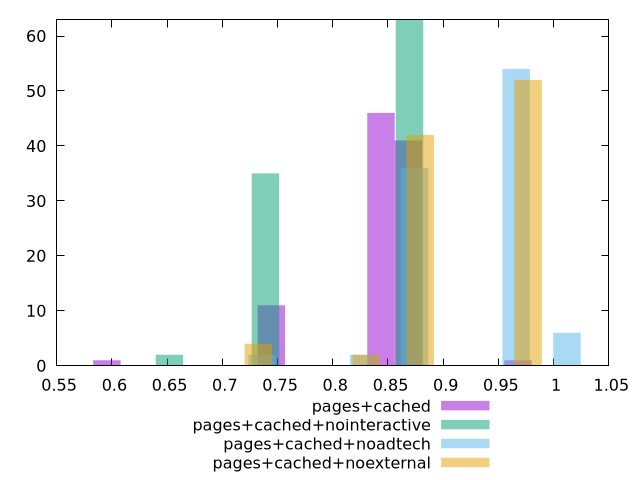 60
50
40
30
20
10
0
0.55 0.6 0.65 0.7 0.75 0.8 0.85 0.9 0.95 1 1.05
pages+cached
pages+cached+nointeractive
pages+cached+noadtech
pages+cached+noexternal